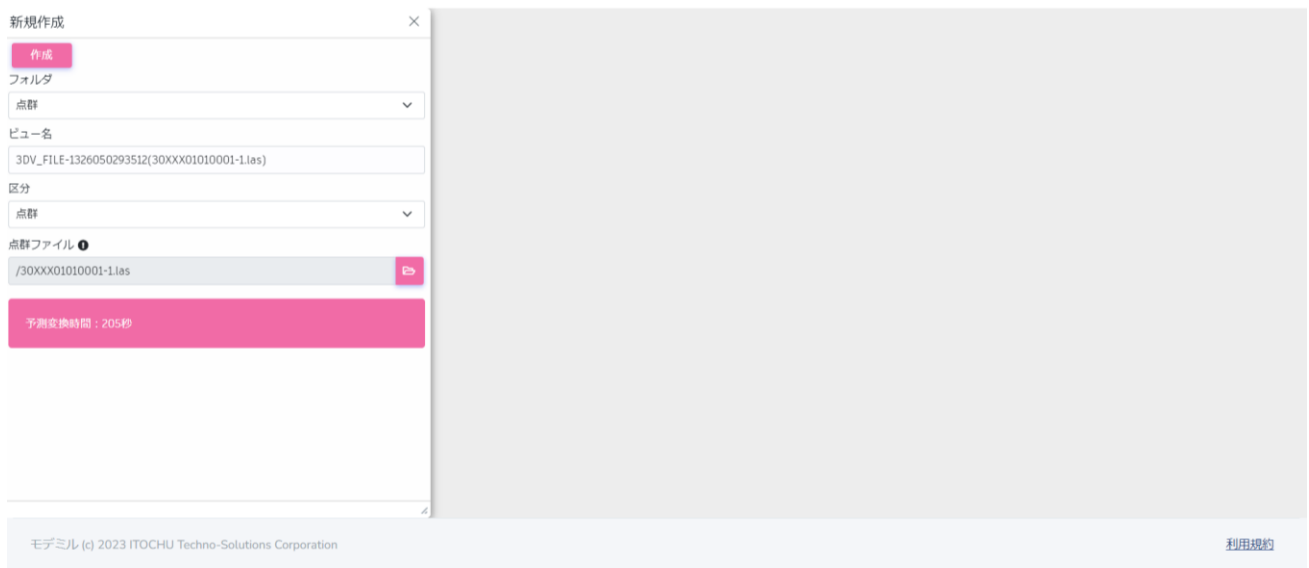 新規作成
作成
フォルダ
点群
ビュー名
3DV_FILE-1326050293512(30XXX01010001-1.las)
区分
点群
点群ファイル
/30XXX01010001-1.las
予測変換時間：205秒
モデミル (c) 2023 ITOCHU Techno-Solutions Corporation
利用規約